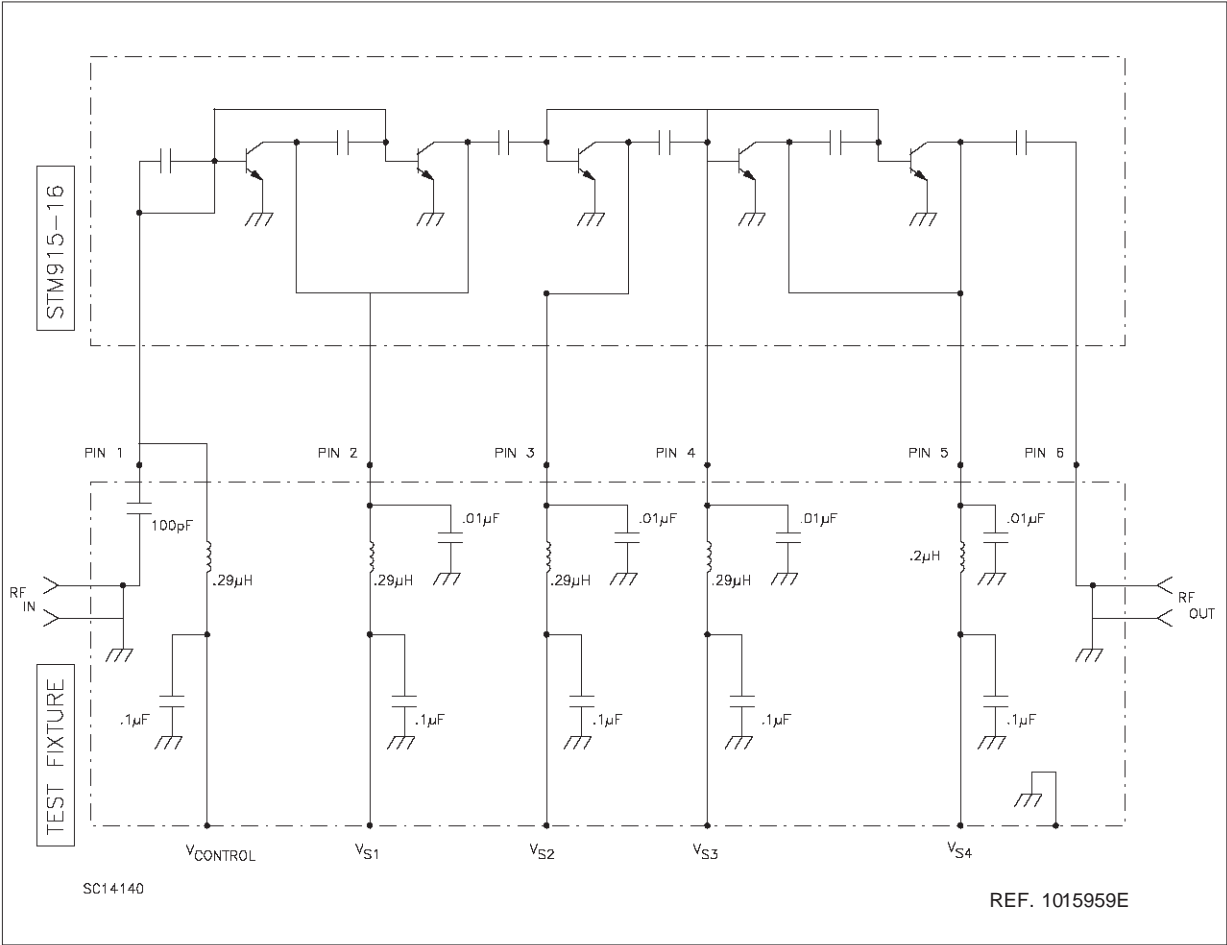 STM915-16
PIN 1
PIN 2
PIN 3
PIN 4
PIN 5
PIN 6
100pF
.01µF
.01µF
.01µF
.01µF
.29µH
.29µH
.29µH
.29µH
.2µH
RF
IN
RF
OUT
TEST FIXTURE
.1µF
.1µF
.1µF
.1µF
.1µF
VCONTROL
VS1
VS2
VS3
VS4
SC14140
REF. 1015959E